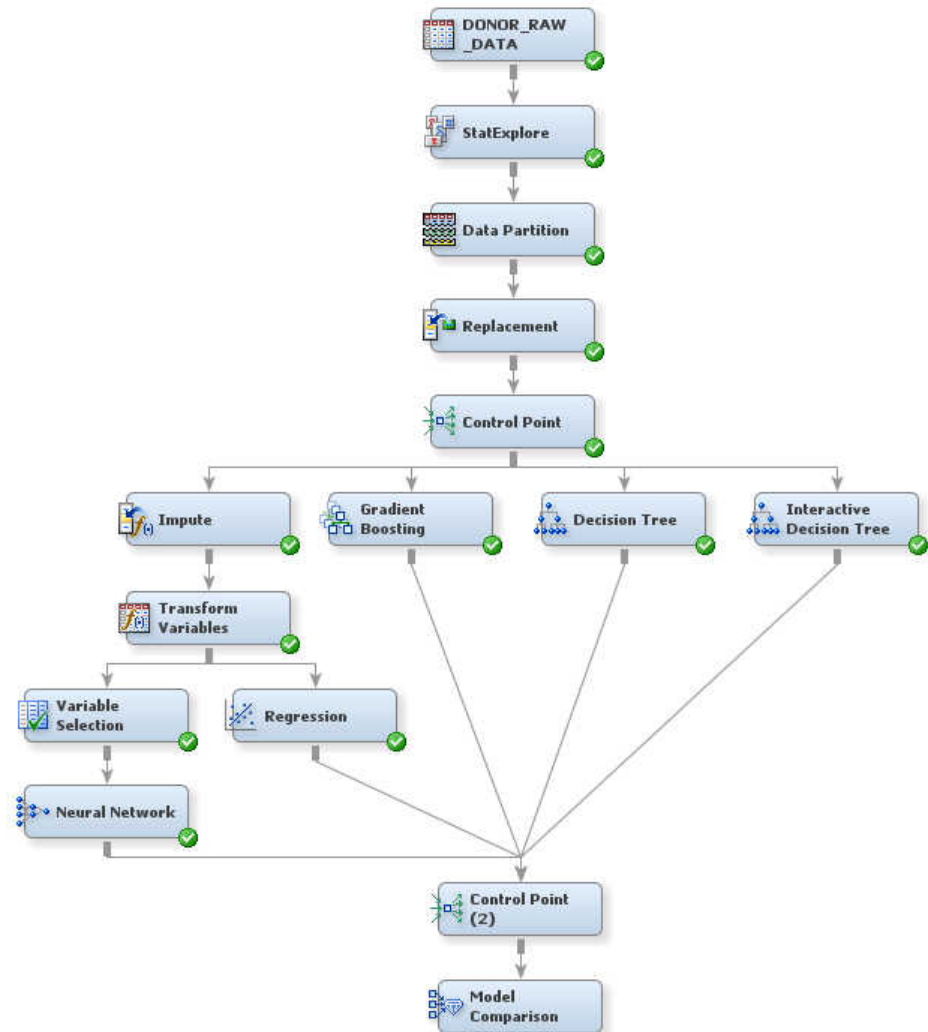 DONOR_RAW
_DATA
StatExplore
Data Partition
Replacement
Control Point
Impute
Gradient
Boosting
Decision Tree
Interactive
Decision Tree
Transform
Variables
Variable
Selection
Regression
Neural Network
Control Point
(2)
Model
Comparison